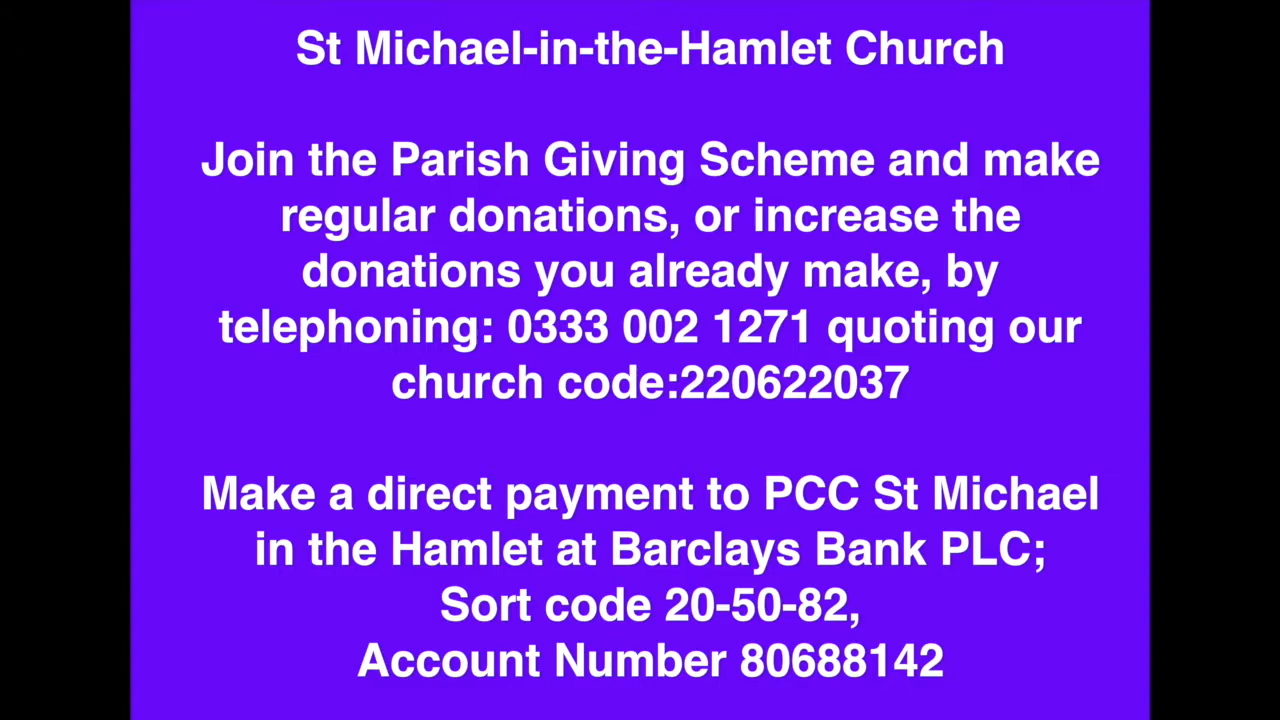 St Michael-in-the-Hamlet Church
Join the Parish Giving Scheme and make
regular donations, or increase the
donations you already make, by
telephoning: 0333 002 1271 quoting our
church code:220622037
Make a direct payment to PCC St Michael
in the Hamlet at Barclays Bank PLC;
Sort code 20-50-82,
Account Number 80688142